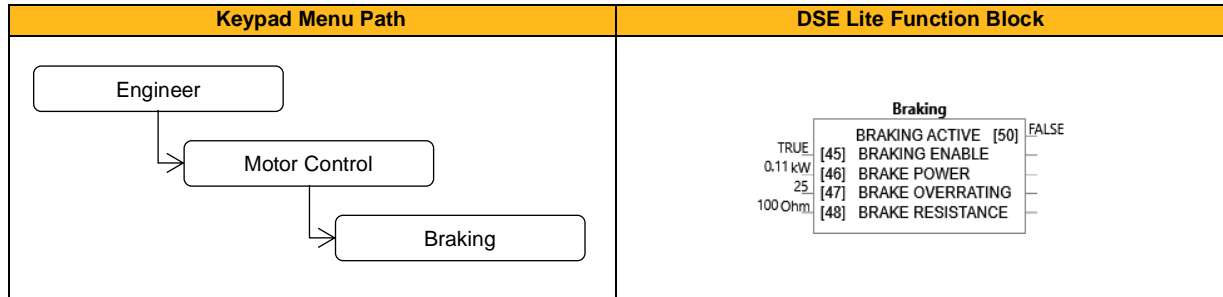 Keypad Menu Path
DSE Lite Function Block
Engineer
Motor Control
Braking
Braking
BRAKING ACTIVE [50] FALSE
TRUE [45] BRAKING ENABLE
0.11 kW [46] BRAKE POWER
25 [47] BRAKE OVERRATING
100 Ohm [48] BRAKE RESISTANCE